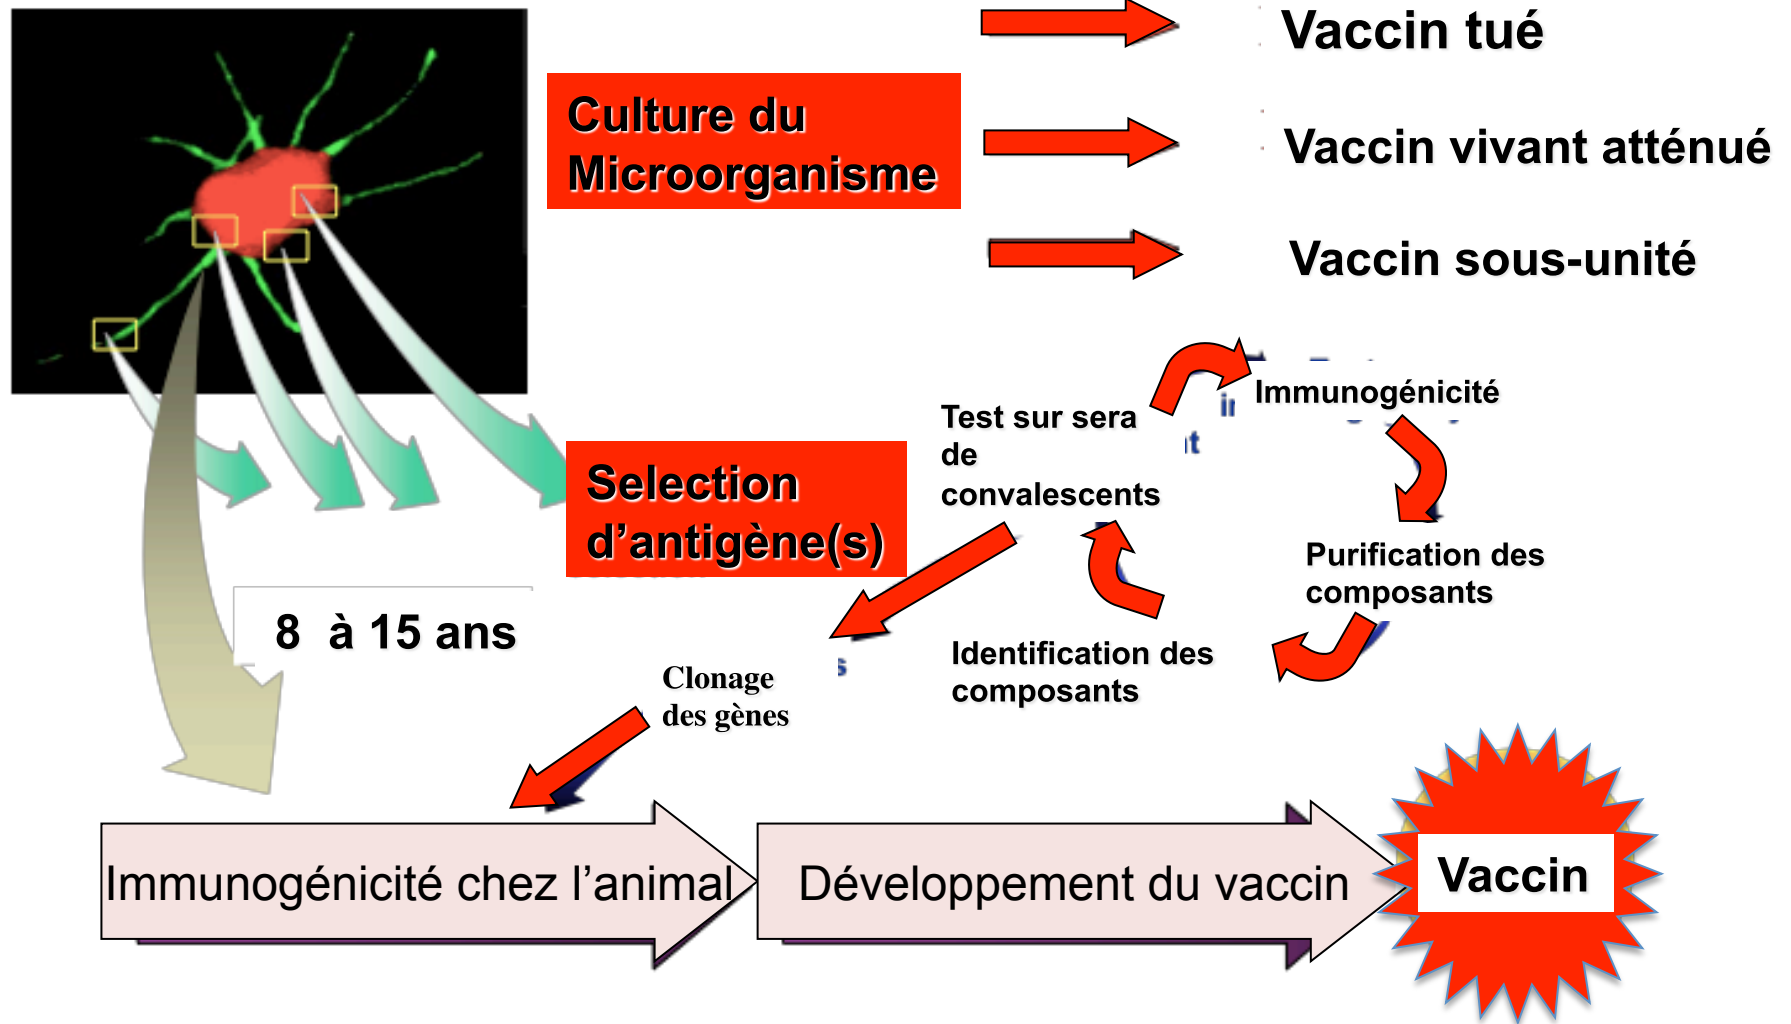 Vaccin tué
Culture du
Microorganisme
Vaccin vivant atténué
Vaccin sous-unité
Immunogénicité
Test sur sera
de
convalescents
Selection
d’antigène(s)
Purification des
composants
8 à 15 ans
Identification des
composants
Clonage
des gènes
Immunogénicité chez l’animal
Développement du vaccin
Vaccin